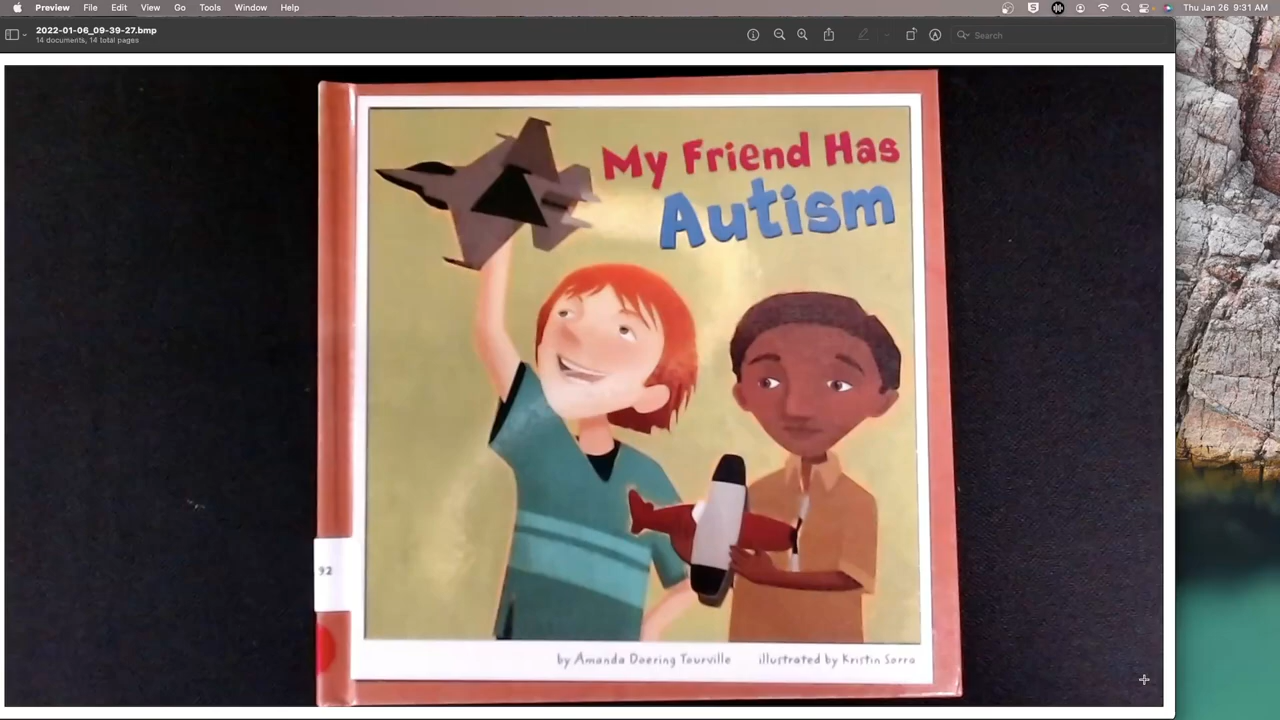 Preview File Edit View Go Tools Window Help
Thu Jan 26 9:31 AM
2022-01-06_09-39-27.bmp
14 documents, 14 total pages
Search
My Friend Has
Autism
92
by Amanda Doering Tourville illustrated by Kristin Sorra